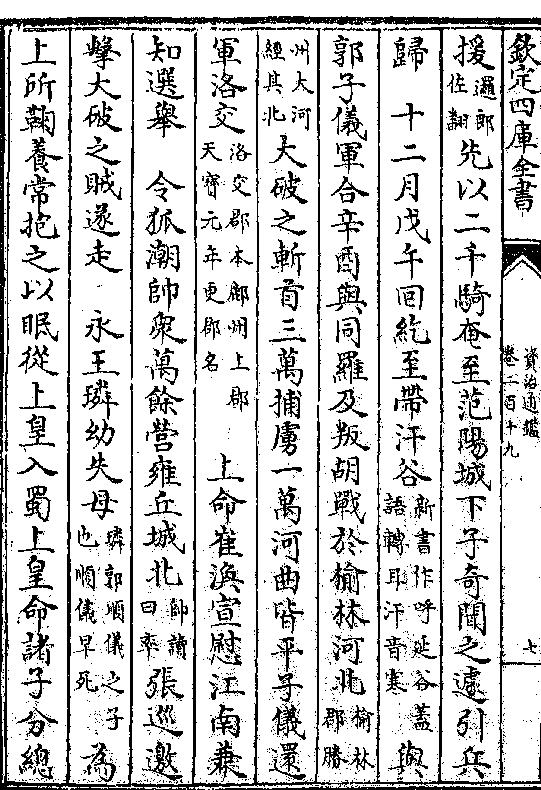 欽定四庫全書
資治通鑑
卷二百十九
七
援邏郎佐翻先以二千騎奄至范陽城下子奇聞之遽引兵
歸　十二月戊午回紇至帶汗谷新書作呼延谷蓋語轉耳汗音寒與
郭子儀軍合辛酉與同羅及叛胡戰於榆林河北榆林郡勝
州大河經其北大破之斬首三萬捕虜一萬河曲皆平子儀還
軍洛交洛交郡本鄜州上郡天寳元年更郡名　上命崔渙宣慰江南兼
知選舉　令狐潮帥衆萬餘營雍丘城北帥讀曰率張巡邀
擊大破之賊遂走　永王璘幼失母璘郭順儀之子也順儀早死為
上所鞠養常抱之以眠從上皇入蜀上皇命諸子分總